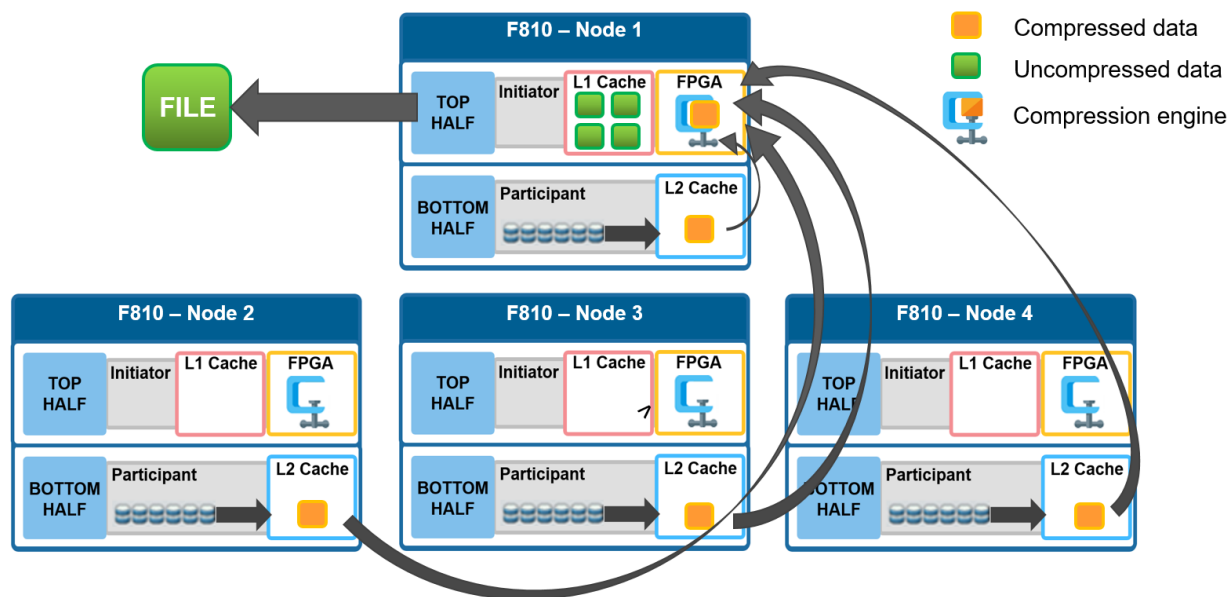 F810 – Node 1
Compressed data
Uncompressed data
Compression engine
FILE
TOP
HALF
Initiator
L1 Cache
FPGA
BOTTOM
HALF
Participant
L2 Cache
F810 – Node 2
TOP
HALF
Initiator
L1 Cache
FPGA
BOTTOM
HALF
Participant
L2 Cache
F810 – Node 3
TOP
HALF
Initiator
L1 Cache
FPGA
BOTTOM
HALF
Participant
L2 Cache
F810 – Node 4
TOP
HALF
Initiator
L1 Cache
FPGA
BOTTOM
HALF
Participant
L2 Cache